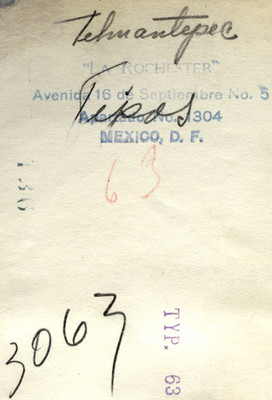 Tehuantepec
"LA ROCHESTER"
Avenida 16 de Septiembre No. 5
Tipos
Apartado No. 1304
MEXICO, D. F.
63
3063
TYP. 63